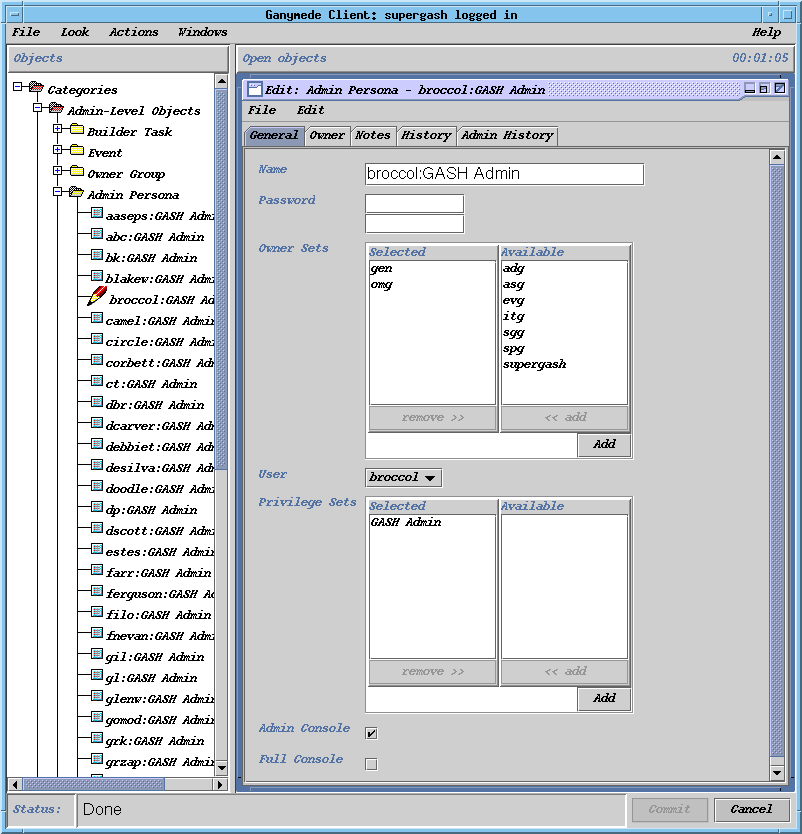 Ganymede Client: supergash logged in
File Look Actions Windows Help
Objects
Categories
Admin-Level Objects
Builder Task
Event
Owner Group
Admin Persona
aaseps:GASH Admi
abc:GASH Admin
bk:GASH Admin
blakew:GASH Admi
broccol:GASH Ad
camel:GASH Admin
circle:GASH Admi
corbett:GASH Adm
ct:GASH Admin
dbr:GASH Admin
dcarver:GASH Adm
debbiet:GASH Adm
desilva:GASH Adm
doodle:GASH Admi
dp:GASH Admin
dscott:GASH Admi
estes:GASH Admin
farr:GASH Admin
ferguson:GASH A
filo:GASH Admin
fnevan:GASH Admi
gil:GASH Admin
gl:GASH Admin
glenw:GASH Admin
gomod:GASH Admin
grk:GASH Admin
grzap:GASH Admin
Open objects 00:01:05
Edit: Admin Persona - broccol:GASH Admin
File Edit
General Owner Notes History Admin History
Name broccol:GASH Admin
Password
Owner Sets Selected Available
gen adg
omg asg
evg
itg
sgg
spg
supergash
remove >> << add
Add
User broccol
Privilege Sets Selected Available
GASH Admin
remove >> << add
Add
Admin Console
Full Console
Status: Done Commit Cancel